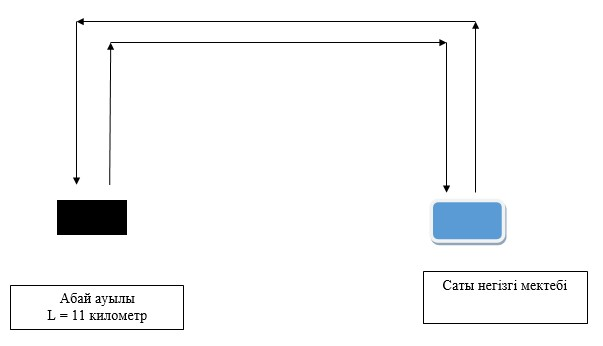 Абай ауылы
L = 11 километр
Саты негізгі мектебі